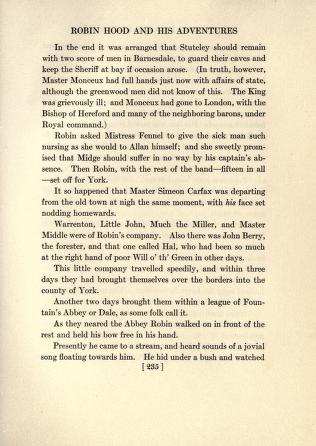 ROBIN HOOD AND HIS ADVENTURES
In the end it was arranged that Stuteley should remain
with two score of men in Barnesdale, to guard their caves and
keep the Sheriff at bay if occasion arose. (In truth, however,
Master Monceux had full hands just now with affairs of state,
although the greenwood men did not know of this. The King
was grievously ill; and Monceux had gone to London, with the
Bishop of Hereford and many of the neighboring barons, under
Royal command.)
Robin asked Mistress Fennel to give the sick man such
nursing as she would to Allan himself; and she sweetly prom-
ised that Midge should suffer in no way by his captain's ab-
sence. Then Robin, with the rest of the band—fifteen in all
—set off for York.
It so happened that Master Simeon Carfax was departing
from the old town at nigh the same moment, with his face set
nodding homewards.
Warrenton, Little John, Much the Miller, and Master
Middle were of Robin's company. Also there was John Berry,
the forester, and that one called Hal, who had been so much
at the right hand of poor Will o' th' Green in other days.
This little company travelled speedily, and within three
days they had brought themselves over the borders into the
county of York.
Another two days brought them within a league of Foun-
tain's Abbey or Dale, as some folk call it.
As they neared the Abbey Robin walked on in front of the
rest and held his bow free in his hand.
Presently he came to a stream, and heard sounds of a jovial
song floating towards him. He hid under a bush and watched
[ 235 ]